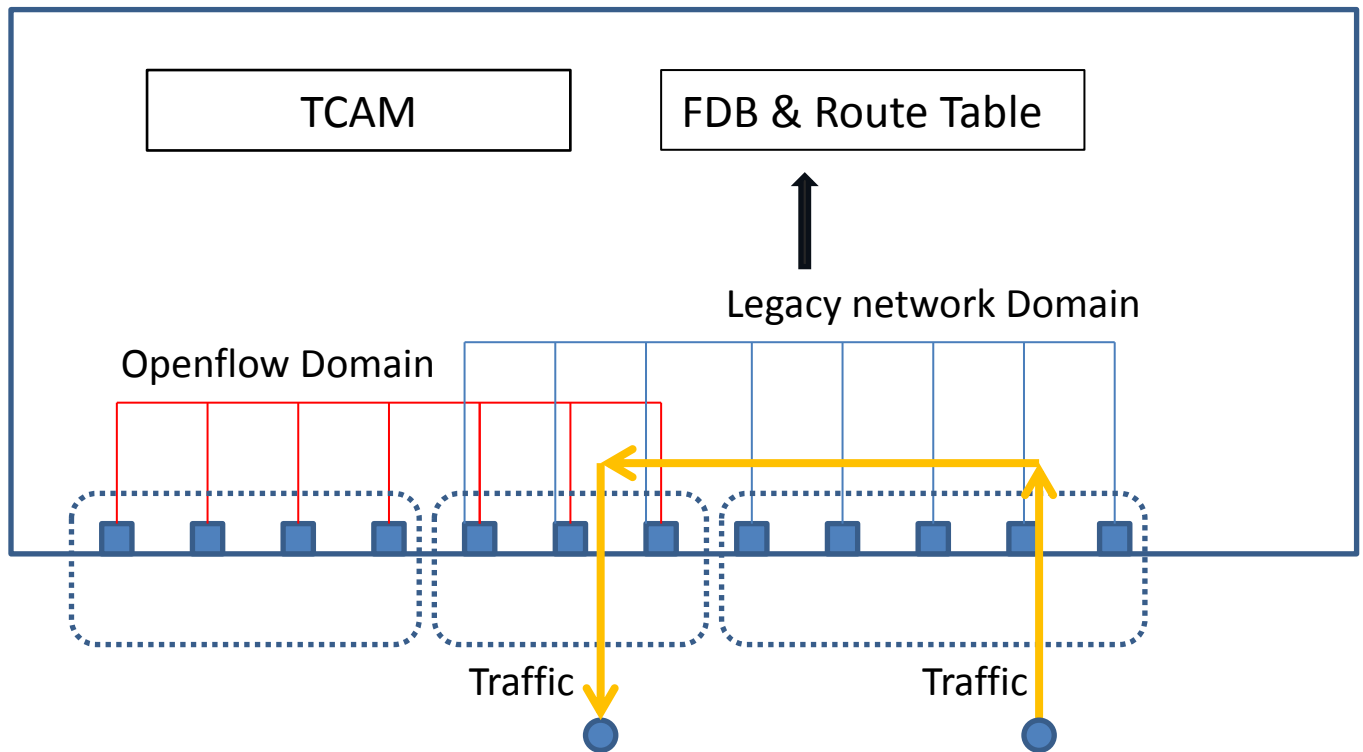 TCAM
FDB & Route Table
Legacy network Domain
Openflow Domain
Traffic
Traffic